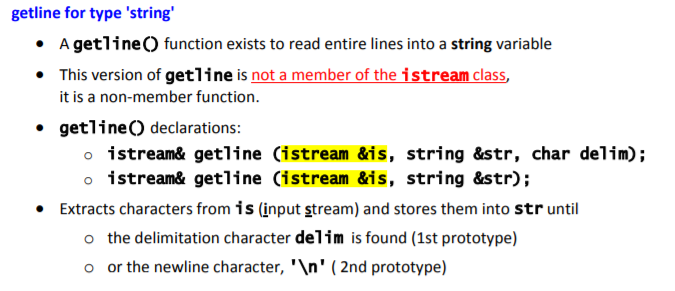 getline for type 'string'
• A getline() function exists to read entire lines into a string variable
• This version of getline is not a member of the istream class,
it is a non-member function.
• getline() declarations:
o istream& getline (istream &is, string &str, char delim);
o istream& getline (istream &is, string &str);
• Extracts characters from is (input stream) and stores them into str until
o the delimitation character delim is found (1st prototype)
o or the newline character, '\n' ( 2nd prototype)